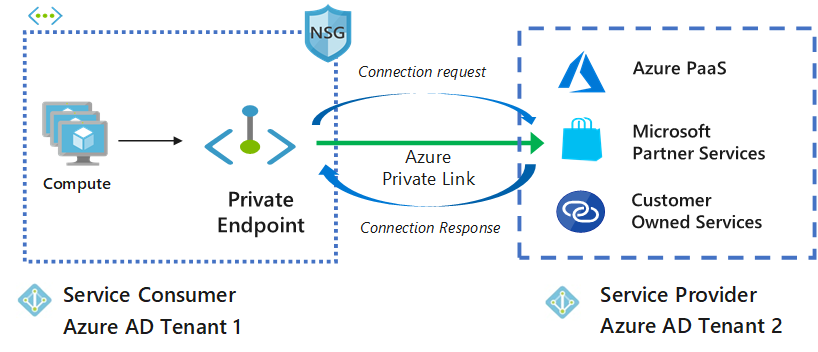 NSG
Connection request
Compute
Private
Endpoint
Azure
Private Link
Connection Response
Azure PaaS
Microsoft
Partner Services
Customer
Owned Services
Service Consumer
Azure AD Tenant 1
Service Provider
Azure AD Tenant 2